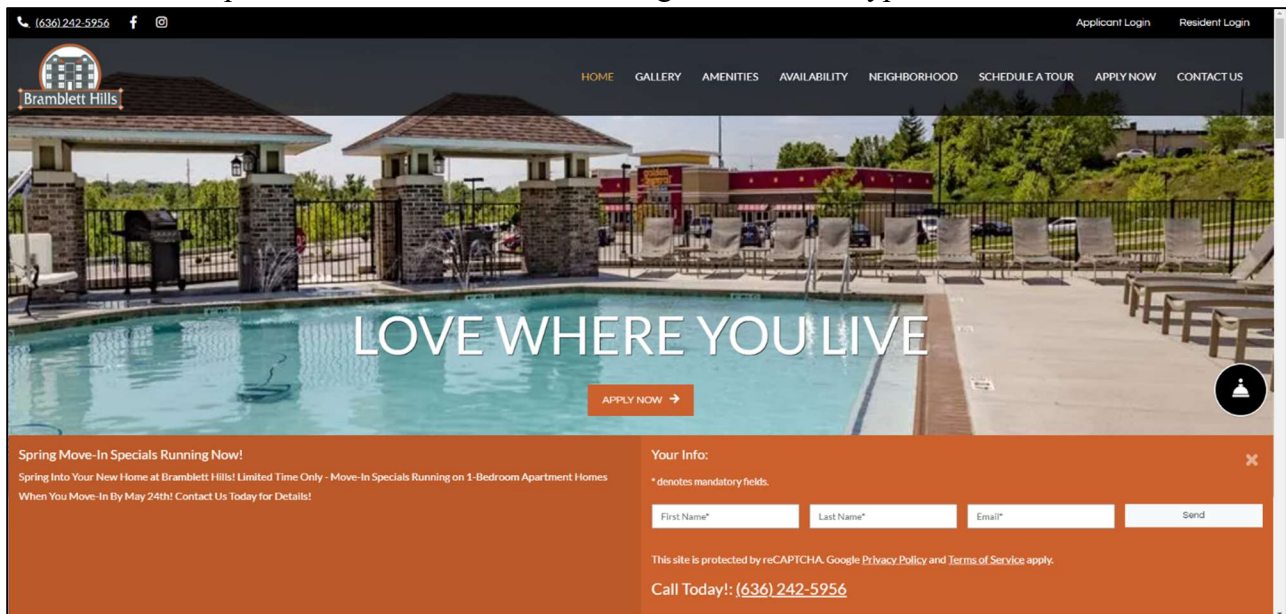 (636) 242-5956
Applicant Login Resident Login
Bramblett Hills
HOME GALLERY AMENITIES AVAILABILITY NEIGHBORHOOD SCHEDULE A TOUR APPLY NOW CONTACT US
golden
corral
LOVE WHERE YOU LIVE
APPLY NOW →
Spring Move-In Specials Running Now!
Spring Into Your New Home at Bramblett Hills! Limited Time Only - Move-In Specials Running on 1-Bedroom Apartment Homes
When You Move-In By May 24th! Contact Us Today for Details!
Your Info:
* denotes mandatory fields.
First Name* Last Name* Email* Send
This site is protected by reCAPTCHA. Google Privacy Policy and Terms of Service apply.
Call Today!: (636) 242-5956